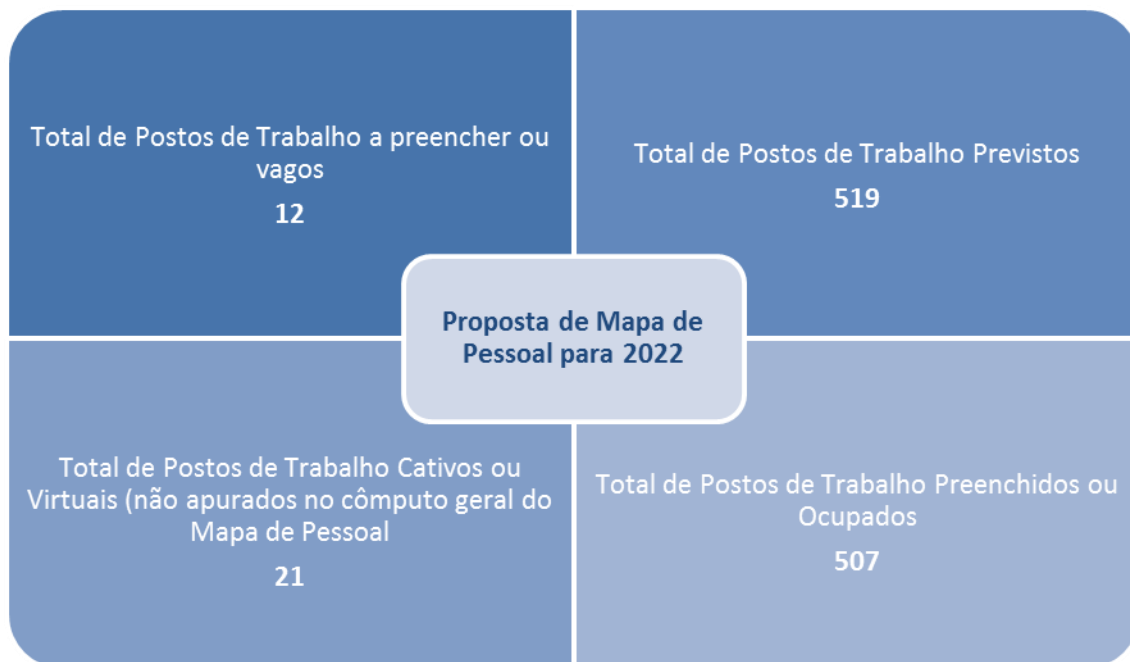 Total de Postos de Trabalho a preencher ou
vagos
12
Total de Postos de Trabalho Previstos
519
Proposta de Mapa de
Pessoal para 2022
Total de Postos de Trabalho Cativos ou
Virtuais (não apurados no cômputo geral do
Mapa de Pessoal
21
Total de Postos de Trabalho Preenchidos ou
Ocupados
507